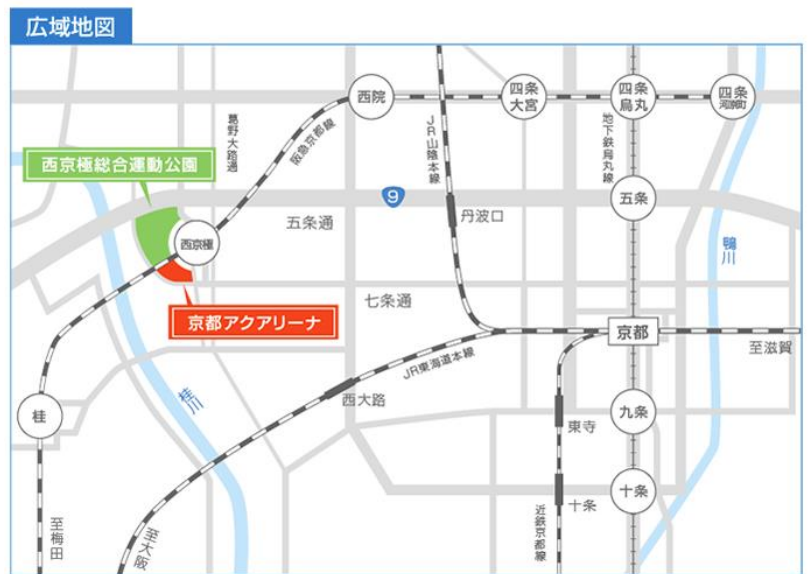 広域地図
西院
四条
大宮
四条
烏丸
四条
河原町
葛野大路通
阪急京都線
JR山陰本線
地下鉄烏丸線
西京極総合運動公園
9
五条
丹波口
五条通
西京極
鴨川
七条通
京都アクアリーナ
京都
至滋賀
JR東海道本線
西大路
桂川
桂
九条
東寺
十条
十条
近鉄京都線
至梅田
至大阪